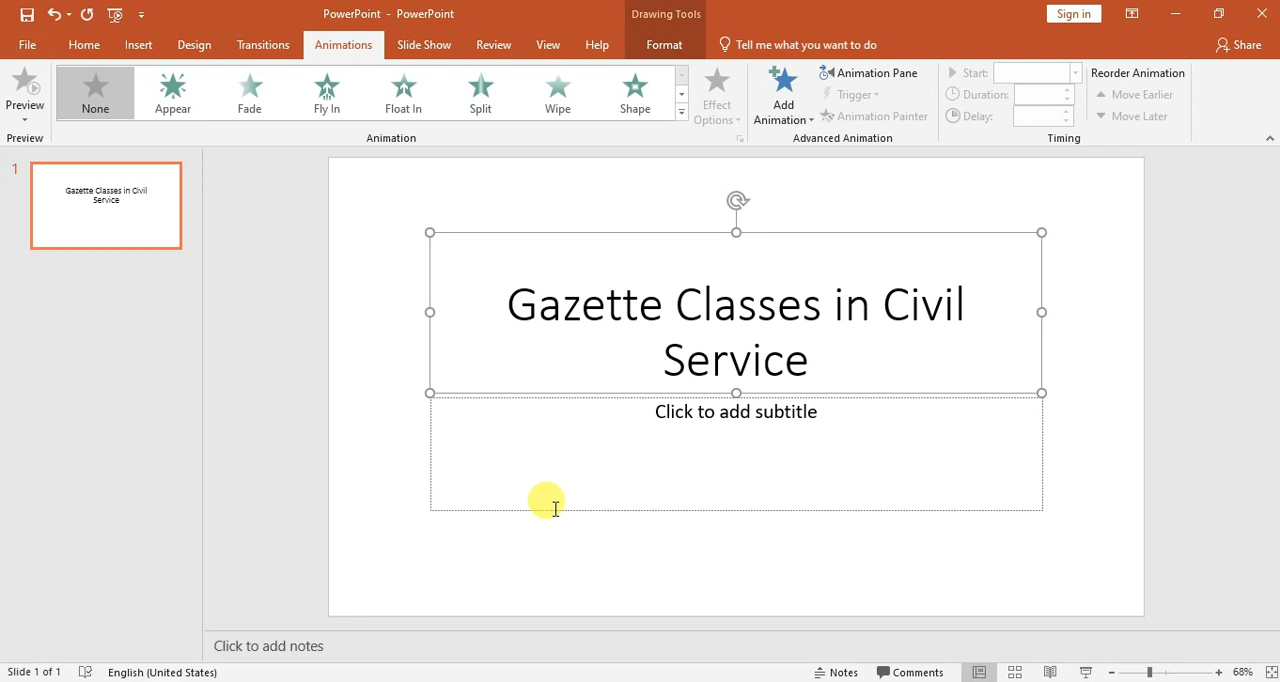 PowerPoint - PowerPoint
Drawing Tools
Sign in
File Home Insert Design Transitions Animations Slide Show Review View Help Format Tell me what you want to do Share
Preview
None Appear Fade Fly In Float In Split Wipe Shape
Effect Options
Add Animation
Animation Pane
Trigger
Animation Painter
Start:
Duration:
Delay:
Reorder Animation
Move Earlier
Move Later
Preview Animation Advanced Animation Timing
1
Gazette Classes in Civil
Service
Gazette Classes in Civil
Service
Click to add subtitle
Click to add notes
Slide 1 of 1 English (United States) Notes Comments 68%